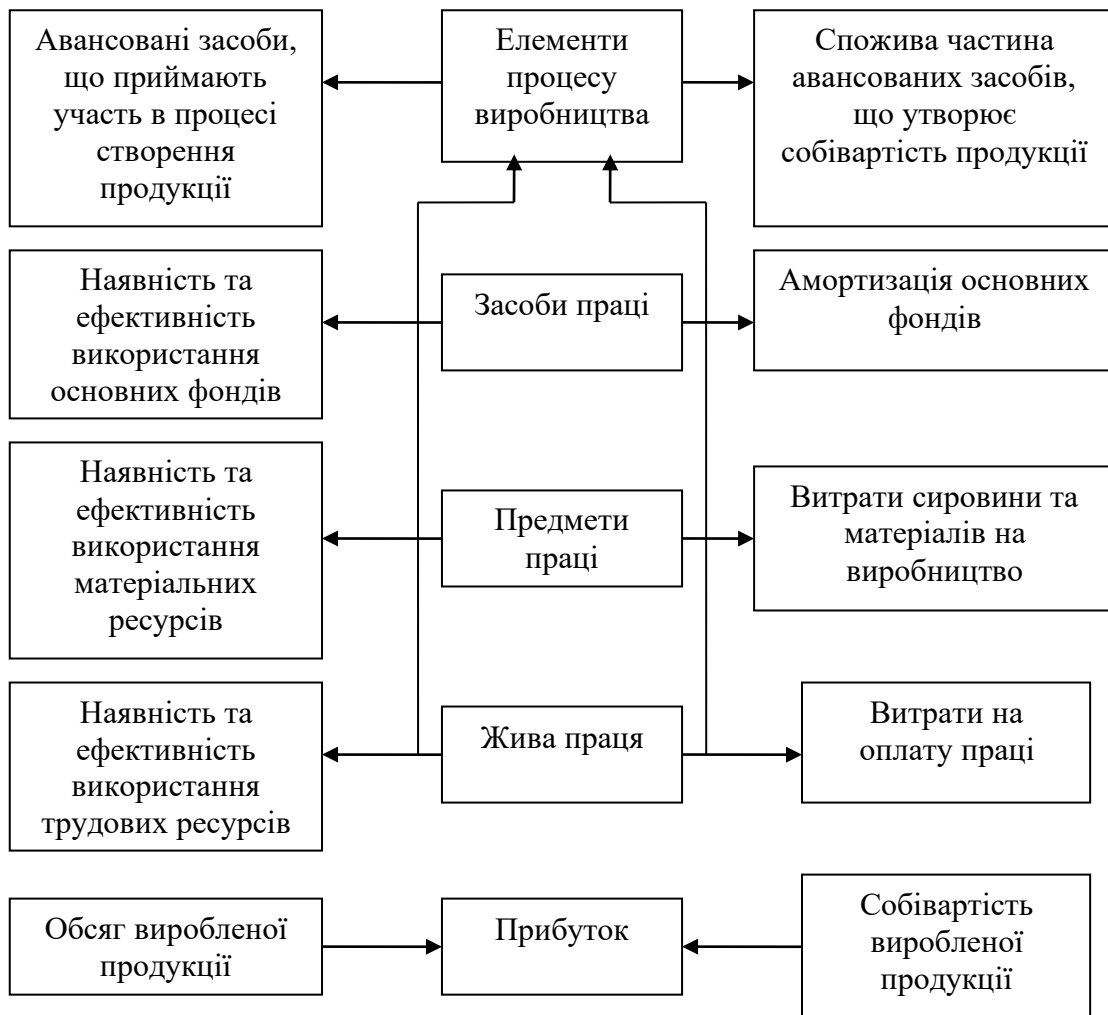 Авансовані засоби,
що приймають
участь в процесі
створення
продукції
Елементи
процесу
виробництва
Спожива частина
авансованих засобів,
що утворює
собівартість продукції
Наявність та
ефективність
використання
основних фондів
Засоби праці
Амортизація основних
фондів
Наявність та
ефективність
використання
матеріальних
ресурсів
Предмети
праці
Витрати сировини та
матеріалів на
виробництво
Наявність та
ефективність
використання
трудових ресурсів
Жива праця
Витрати на
оплату праці
Обсяг виробленої
продукції
Прибуток
Собівартість
виробленої
продукції